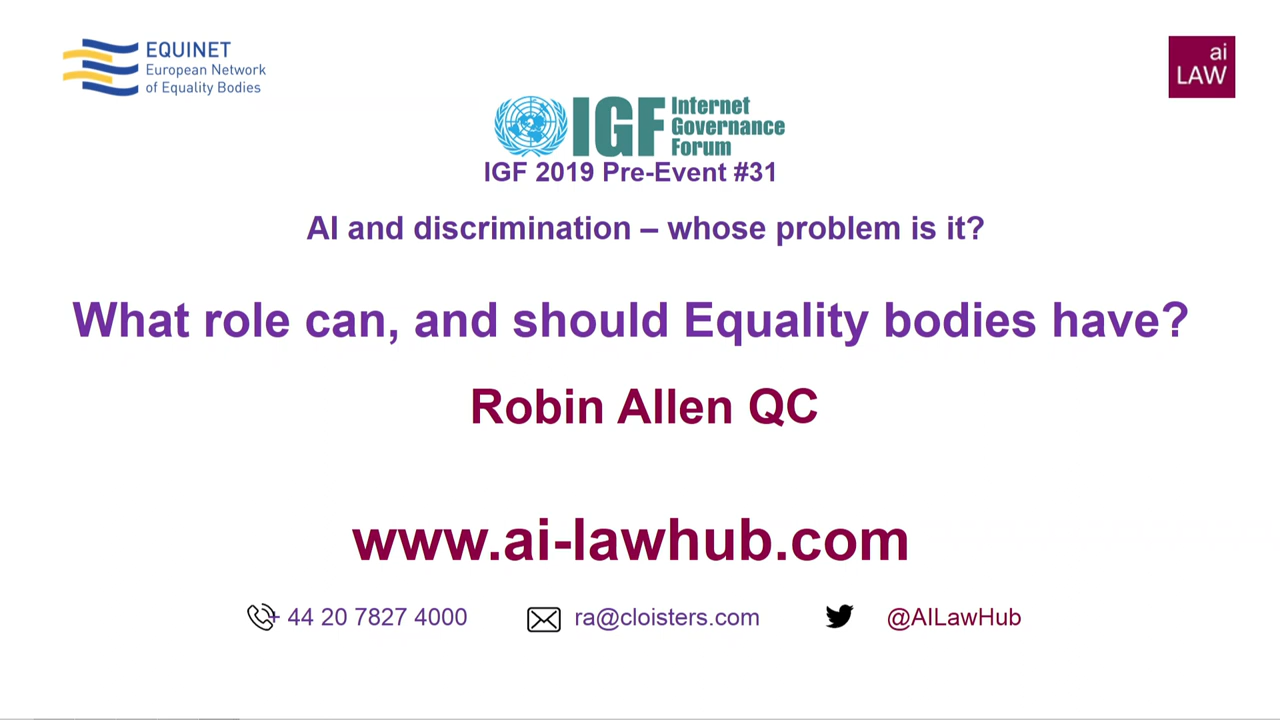 EQUINET
European Network
of Equality Bodies
ai
LAW
IGF
Internet
Governance
Forum
IGF 2019 Pre-Event #31
AI and discrimination – whose problem is it?
What role can, and should Equality bodies have?
Robin Allen QC
www.ai-lawhub.com
+ 44 20 7827 4000
ra@cloisters.com
@AILawHub